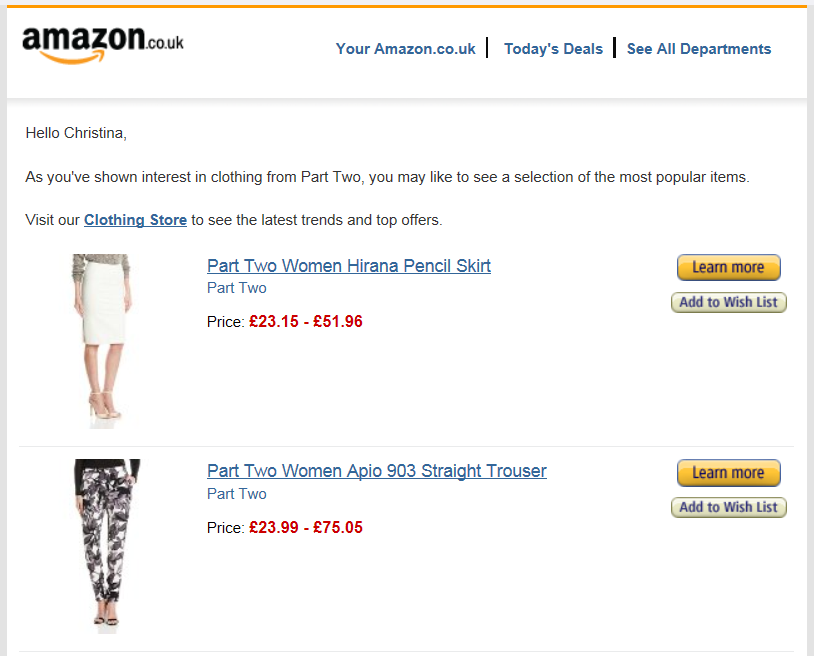 amazon.co.uk
Your Amazon.co.uk | Today's Deals | See All Departments
Hello Christina,
As you've shown interest in clothing from Part Two, you may like to see a selection of the most popular items.
Visit our Clothing Store to see the latest trends and top offers.
Part Two Women Hirana Pencil Skirt
Part Two
Price: £23.15 - £51.96
Learn more
Add to Wish List
Part Two Women Apio 903 Straight Trouser
Part Two
Price: £23.99 - £75.05
Learn more
Add to Wish List